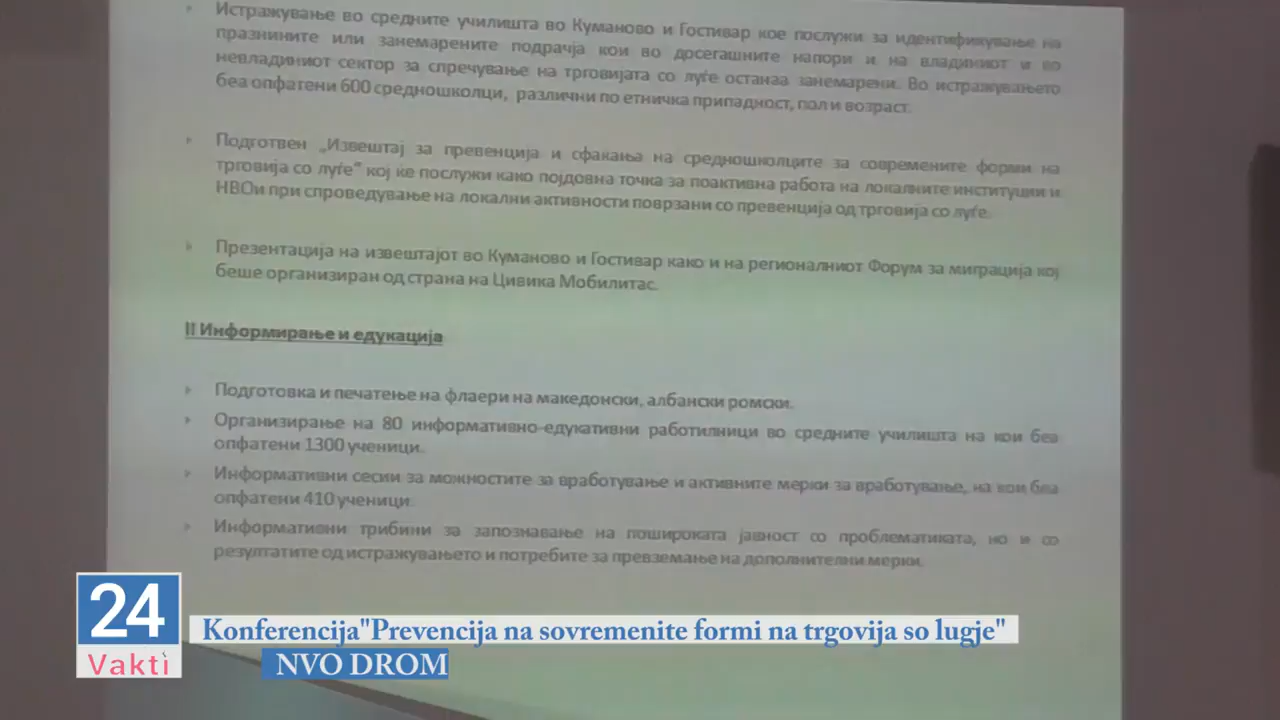 Истражување во средните училишта во Куманово и Гостивар кое послужи за идентификување на
празнините или занемарените подрачја кои во досегашните напори и на владиниот и во
невладиниот сектор за спречување на трговијата со луѓе останаа занемарени. Во истражувањето
беа опфатени 600 средношколци, различни по етничка припадност, пол и возраст.
Подготвен „Извештај за превенција и сфаќања на средношколците за современите форми на
трговија со луѓе“ кој ќе послужи како појдовна точка за поактивна работа на локалните институции и
НВОи при спроведување на локални активности поврзани со превенција од трговија со луѓе.
Презентација на извештајот во Куманово и Гостивар како и на регионалниот Форум за миграција кој
беше организиран од страна на Цивика Мобилитас.
II Информирање и едукација
Подготовка и печатење на флаери на македонски, албански ромски.
Организирање на 80 информативно-едукативни работилници во средните училишта на кои беа
опфатени 1300 ученици.
Информативни сесии за можностите за вработување и активните мерки за вработување, на кои беа
опфатени 410 ученици.
Информативни трибини за запознавање на пошироката јавност со проблематиката, но и со
резултатите од истражувањето и потребите за превземање на дополнителни мерки.
24
Vakti
Konferencija"Prevencija na sovremenite formi na trgovija so lugje"
NVO DROM